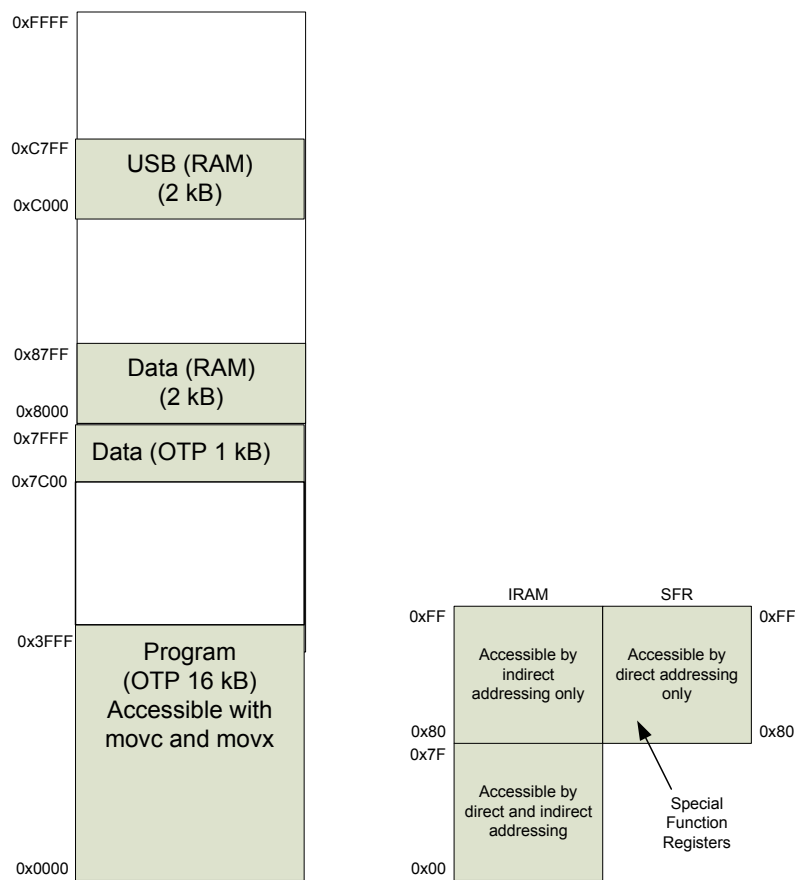 0xFFFF
0xC7FF
USB (RAM)
(2 kB)
0xC000
0x87FF
Data (RAM)
(2 kB)
0x8000
0x7FFF
Data (OTP 1 kB)
0x7C00
0x3FFF
Program
(OTP 16 kB)
Accessible with
movc and movx
0x0000
IRAM
SFR
0xFF
0xFF
Accessible by
indirect
addressing only
Accessible by
direct addressing
only
0x80
0x80
0x7F
Accessible by
direct and indirect
addressing
Special
Function
Registers
0x00